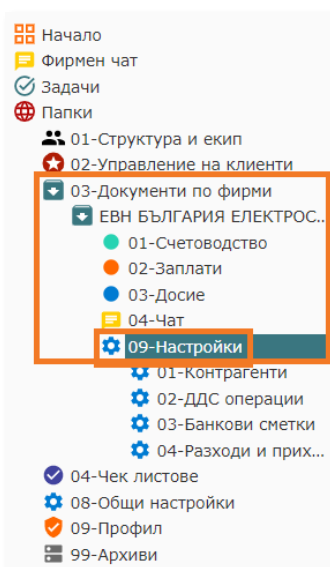 Начало
Фирмен чат
Задачи
Папки
01-Структура и екип
02-Управление на клиенти
03-Документи по фирми
ЕВН БЪЛГАРИЯ ЕЛЕКТРОС...
01-Счетоводство
02-Заплати
03-Досие
04-Чат
09-Настройки
01-Контрагенти
02-ДДС операции
03-Банкови сметки
04-Разходи и прих...
04-Чек листове
08-Общи настройки
09-Профил
99-Архиви